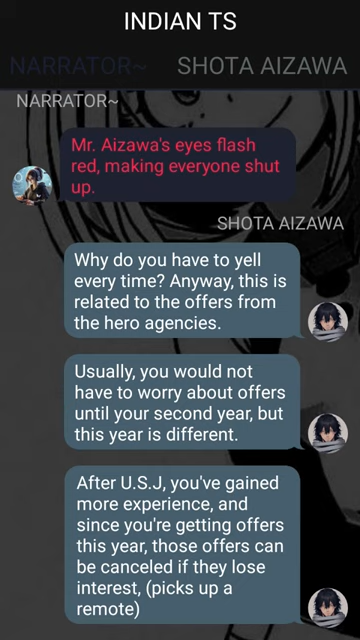 INDIAN TS
NARRATOR~ SHOTA AIZAWA
NARRATOR~
Mr. Aizawa's eyes flash
red, making everyone shut
up.
SHOTA AIZAWA
Why do you have to yell
every time? Anyway, this is
related to the offers from
the hero agencies.
Usually, you would not
have to worry about offers
until your second year, but
this year is different.
After U.S.J, you've gained
more experience, and
since you're getting offers
this year, those offers can
be canceled if they lose
interest, (picks up a
remote)